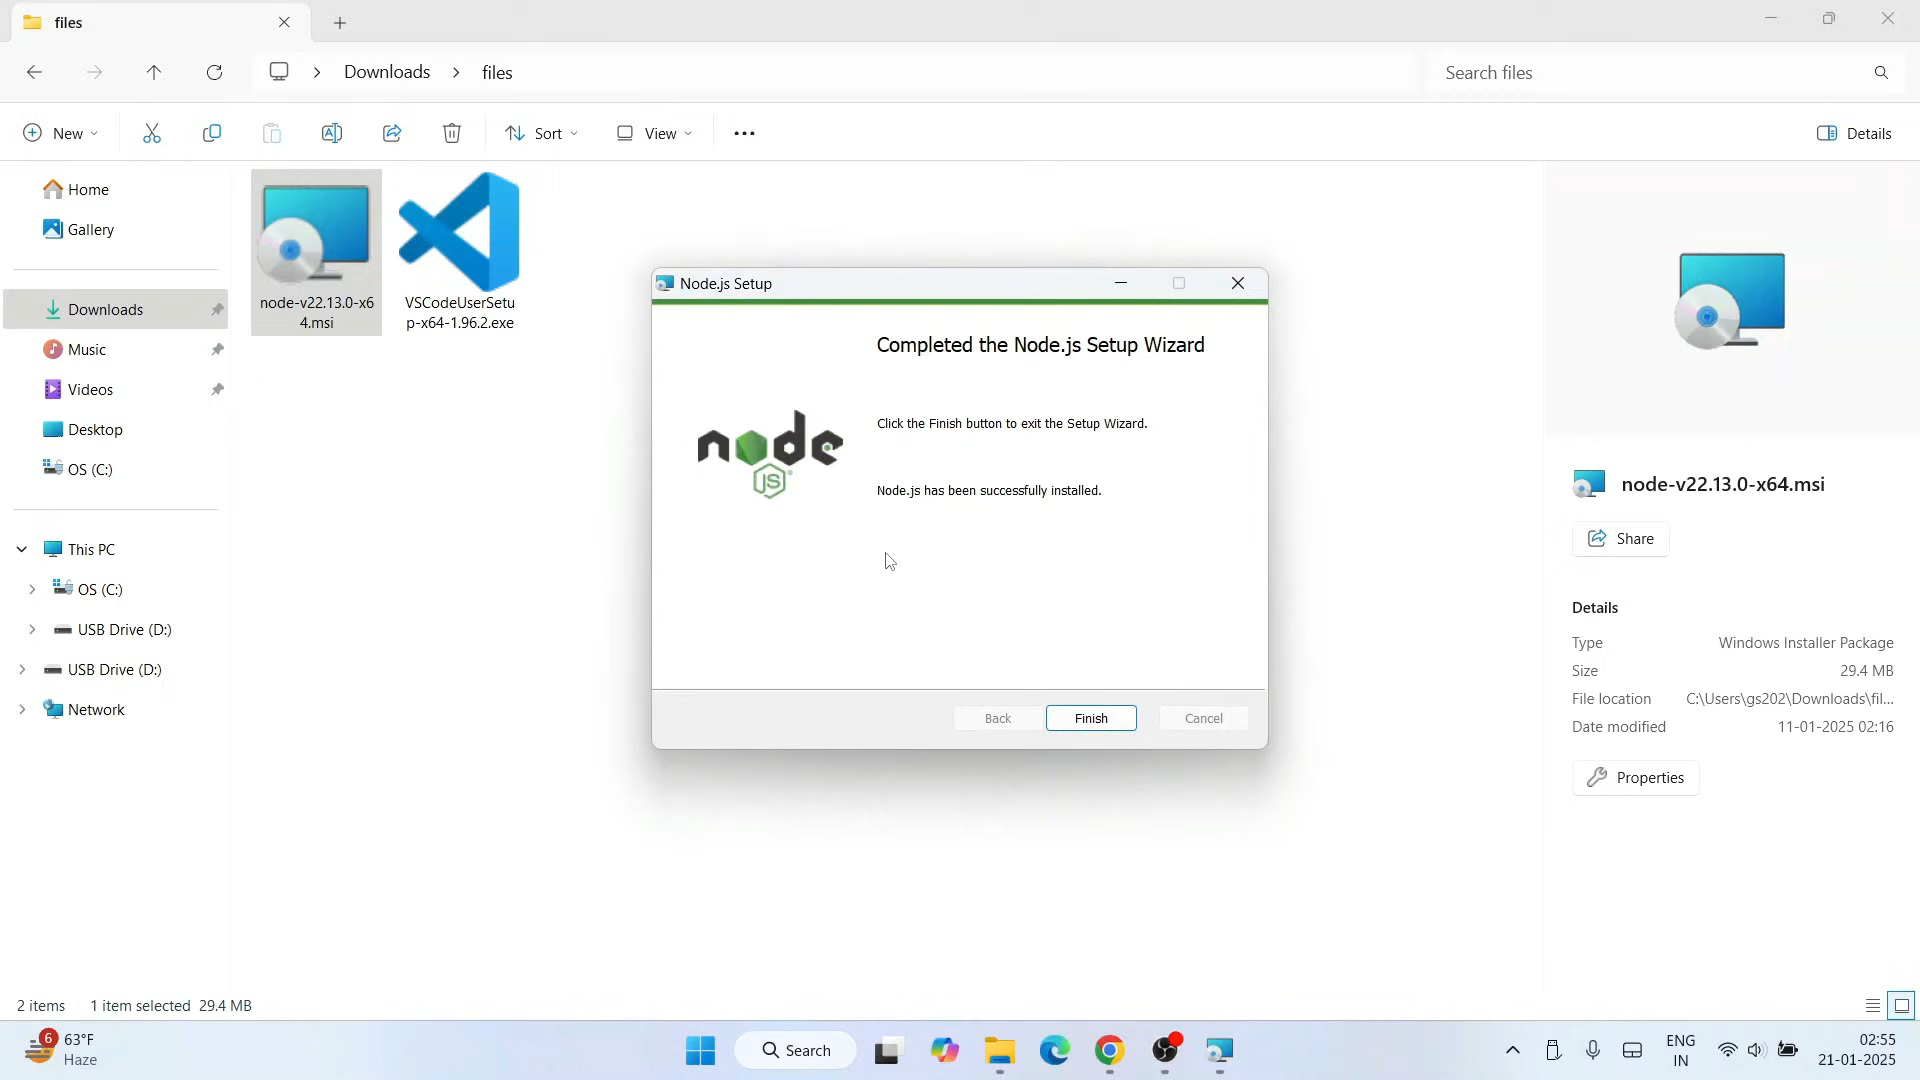 files
Downloads
files
Search files
New
Sort
View
Details
Home
Gallery
Downloads
Music
Videos
Desktop
OS (C:)
This PC
OS (C:)
USB Drive (D:)
USB Drive (D:)
Network
node-v22.13.0-x6
4.msi
VSCodeUserSetu
p-x64-1.96.2.exe
Node.js Setup
Completed the Node.js Setup Wizard
Click the Finish button to exit the Setup Wizard.
node
JS
Node.js has been successfully installed.
Back
Finish
Cancel
node-v22.13.0-x64.msi
Share
Details
Type Windows Installer Package
Size 29.4 MB
File location C:\Users\gs202\Downloads\fil...
Date modified 11-01-2025 02:16
Properties
2 items 1 item selected 29.4 MB
6
63°F
Haze
Search
ENG
IN
02:55
21-01-2025